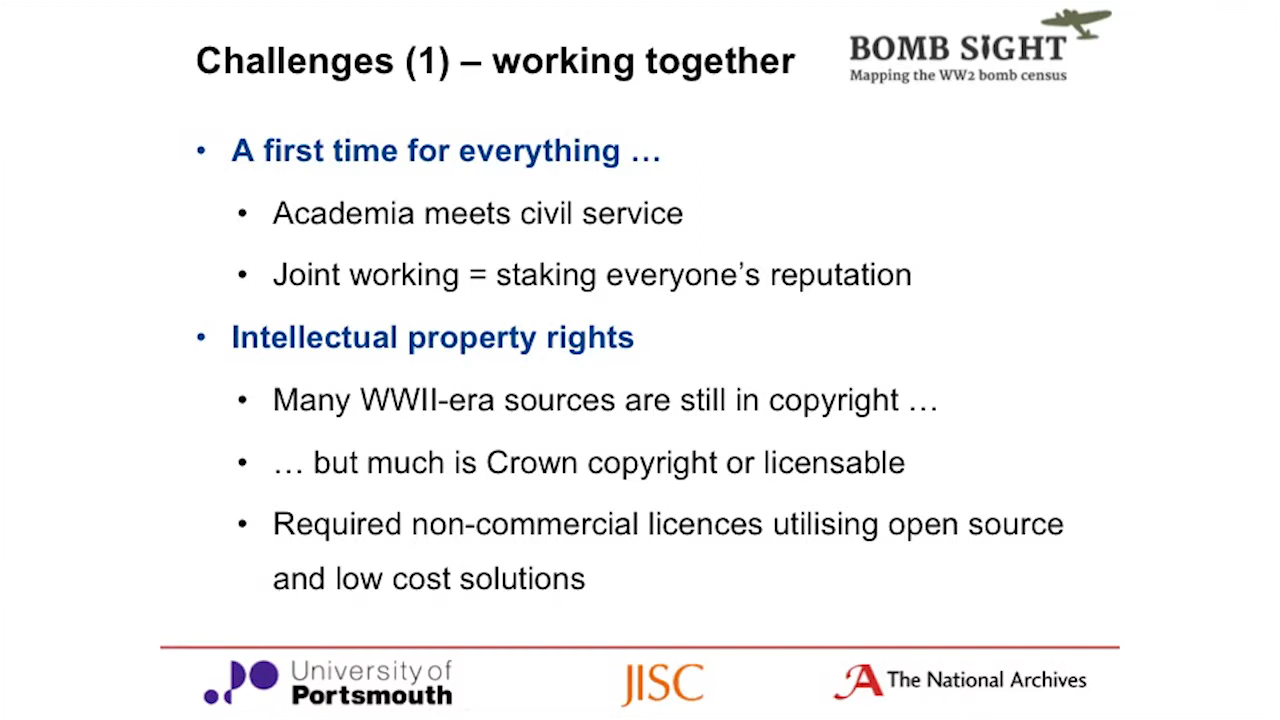 Challenges (1) – working together
BOMB SIGHT
Mapping the WW2 bomb census
• A first time for everything …
• Academia meets civil service
• Joint working = staking everyone’s reputation
• Intellectual property rights
• Many WWII-era sources are still in copyright …
• … but much is Crown copyright or licensable
• Required non-commercial licences utilising open source
and low cost solutions
University of
Portsmouth
JISC
The National Archives